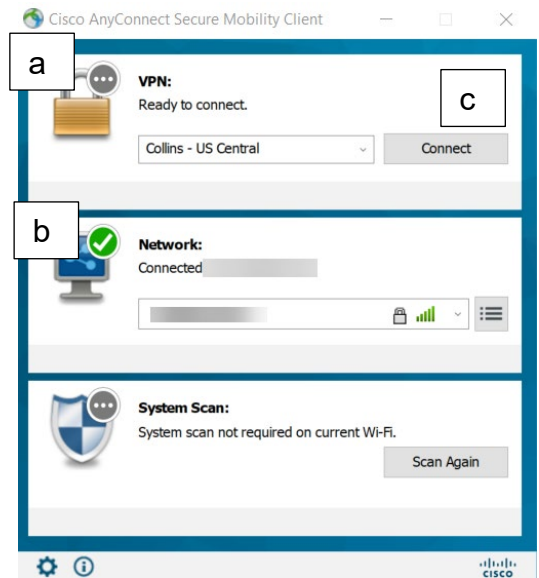 Cisco AnyConnect Secure Mobility Client
a
VPN:
Ready to connect.
c
Collins - US Central
Connect
b
Network:
Connected
System Scan:
System scan not required on current Wi-Fi.
Scan Again
cisco